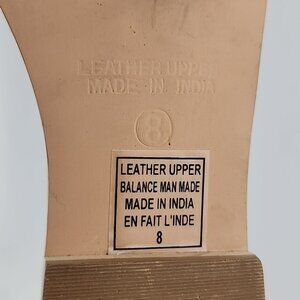 LEATHER UPPER
MADE IN INDIA
8
LEATHER UPPER
BALANCE MAN MADE
MADE IN INDIA
EN FAIT L'INDE
8